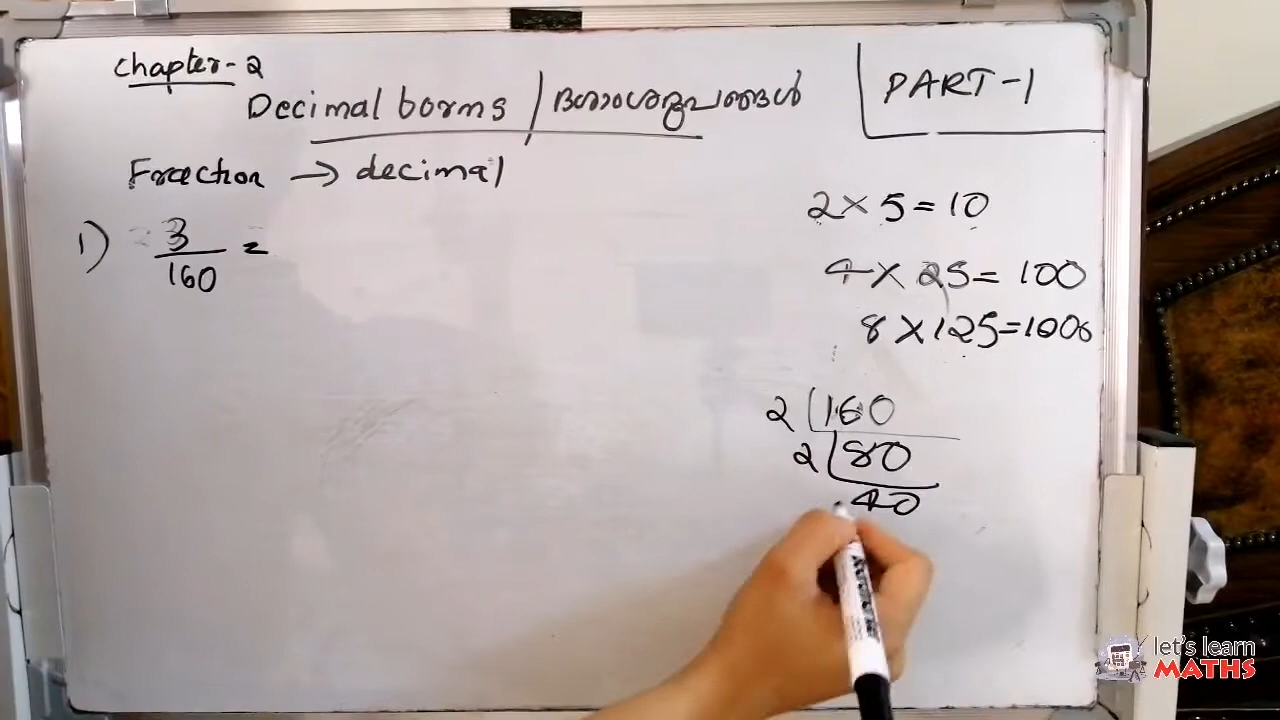 Chapter-2
Decimal borms / ദശാംശരൂപങ്ങൾ
PART-1
Fraction → decimal
1) 3/160 =
2 × 5 = 10
4 × 25 = 100
8 × 125 = 1000
2 | 160
2 | 80
40
let's learn
MATHS